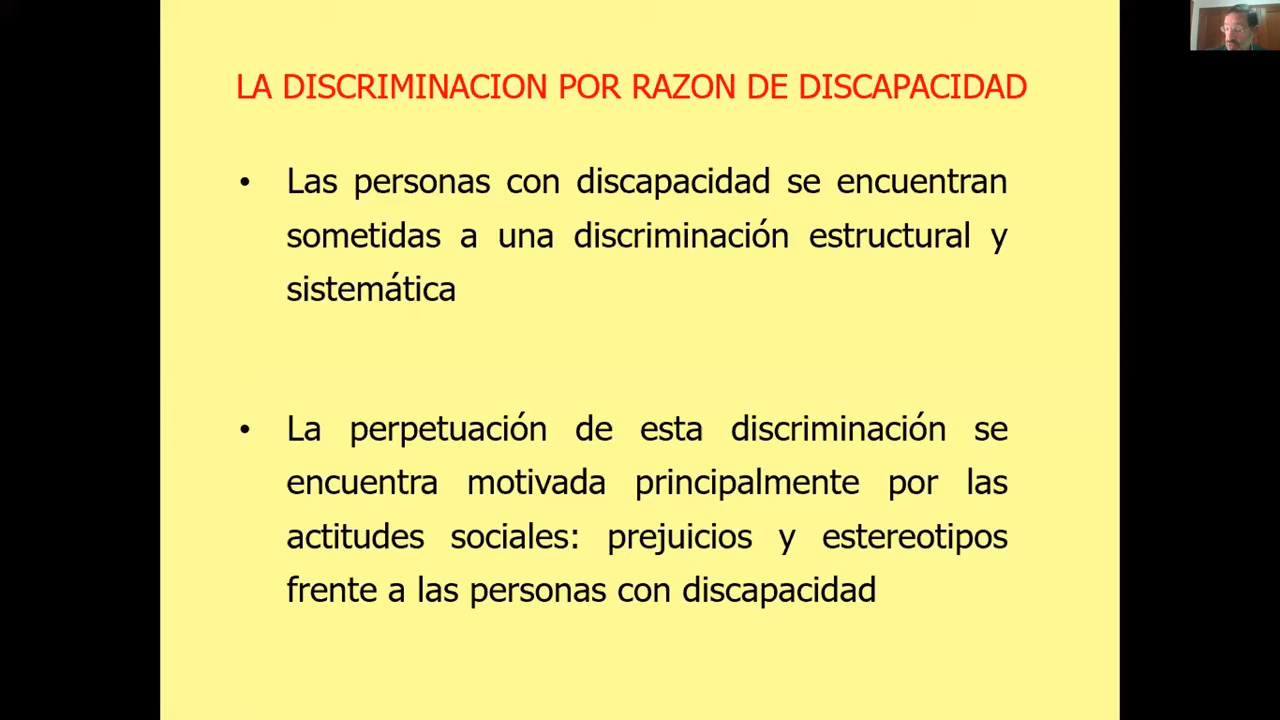 LA DISCRIMINACION POR RAZON DE DISCAPACIDAD
• Las personas con discapacidad se encuentran
sometidas a una discriminación estructural y
sistemática
• La perpetuación de esta discriminación se
encuentra motivada principalmente por las
actitudes sociales: prejuicios y estereotipos
frente a las personas con discapacidad